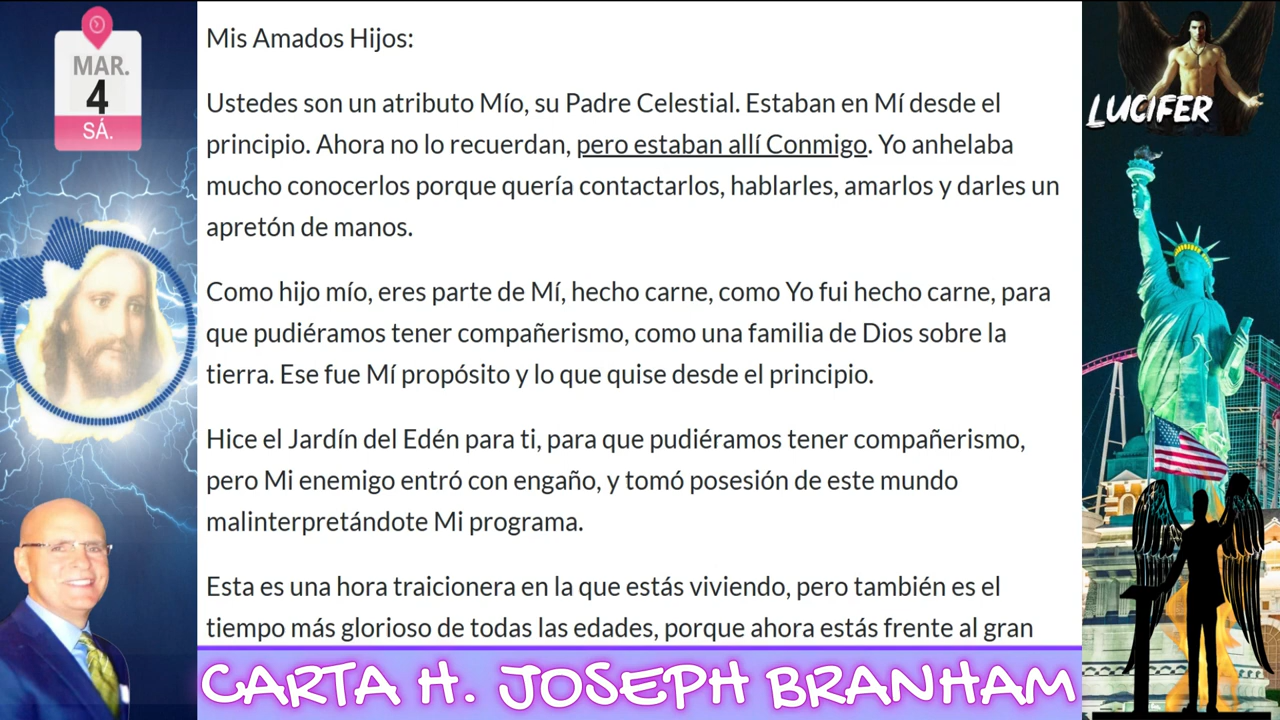 MAR.
4
SÁ.
Mis Amados Hijos:
Ustedes son un atributo Mío, su Padre Celestial. Estaban en Mí desde el
principio. Ahora no lo recuerdan, pero estaban allí Conmigo. Yo anhelaba
mucho conocerlos porque quería contactarlos, hablarles, amarlos y darles un
apretón de manos.
Como hijo mío, eres parte de Mí, hecho carne, como Yo fui hecho carne, para
que pudiéramos tener compañerismo, como una familia de Dios sobre la
tierra. Ese fue Mí propósito y lo que quise desde el principio.
Hice el Jardín del Edén para ti, para que pudiéramos tener compañerismo,
pero Mi enemigo entró con engaño, y tomó posesión de este mundo
malinterpretándote Mi programa.
Esta es una hora traicionera en la que estás viviendo, pero también es el
tiempo más glorioso de todas las edades, porque ahora estás frente al gran
LUCIFER
CARTA H. JOSEPH BRANHAM